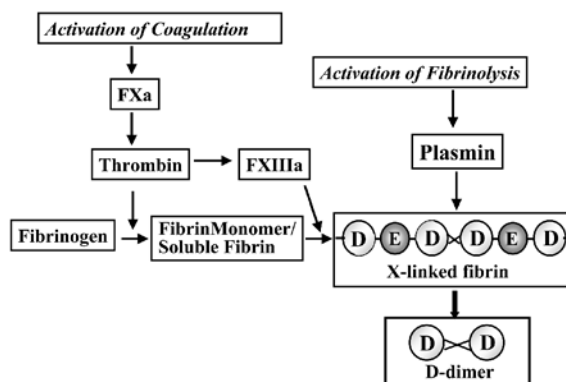 Activation of Coagulation
Activation of Fibrinolysis
FXa
Thrombin
FXIIIa
Plasmin
Fibrinogen
FibrinMonomer/
Soluble Fibrin
D E D D E D
X-linked fibrin
D D
D-dimer